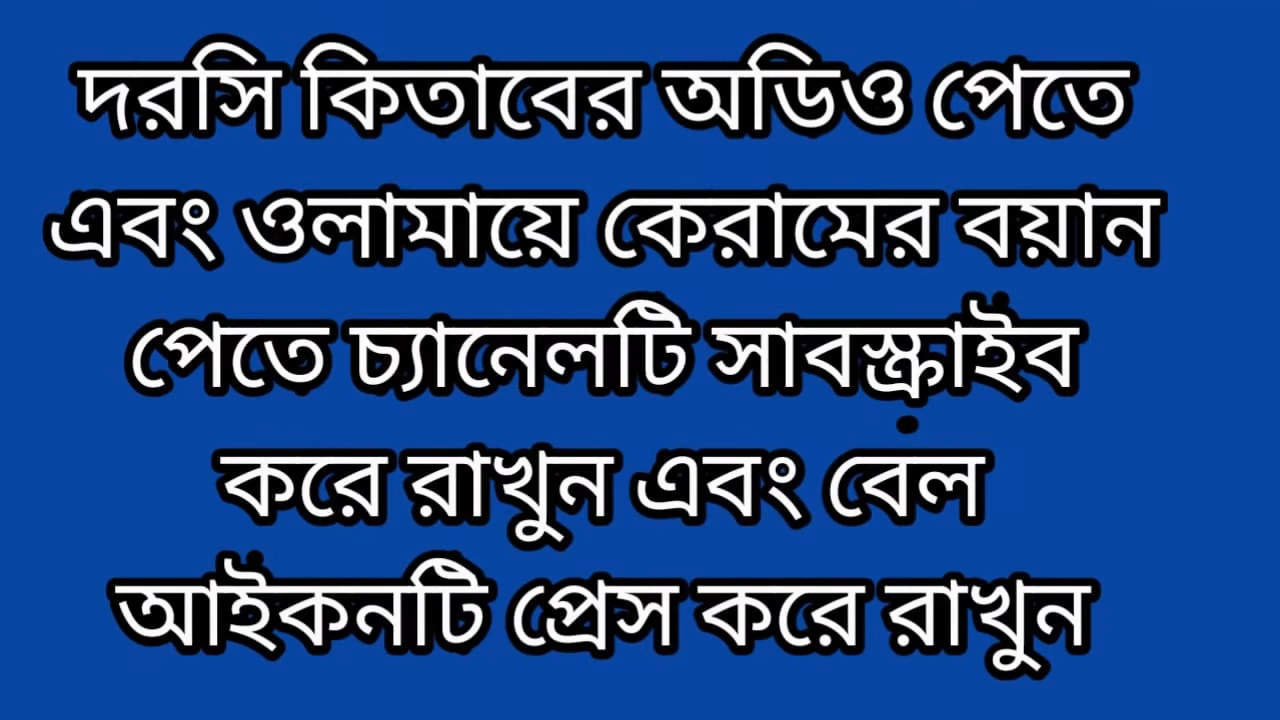 দরসি কিতাবের অডিও পেতে
এবং ওলামায়ে কেরামের বয়ান
পেতে চ্যানেলটি সাবস্ক্রাইব
করে রাখুন এবং বেল
আইকনটি প্রেস করে রাখুন